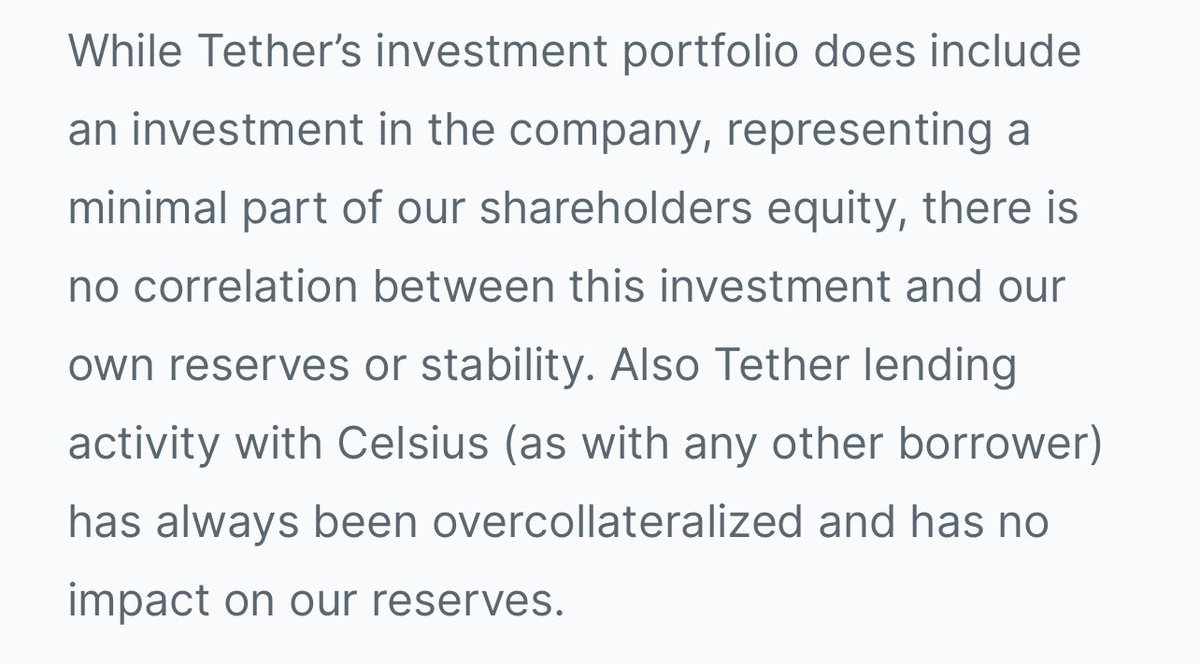 While Tether’s investment portfolio does include
an investment in the company, representing a
minimal part of our shareholders equity, there is
no correlation between this investment and our
own reserves or stability. Also Tether lending
activity with Celsius (as with any other borrower)
has always been overcollateralized and has no
impact on our reserves.